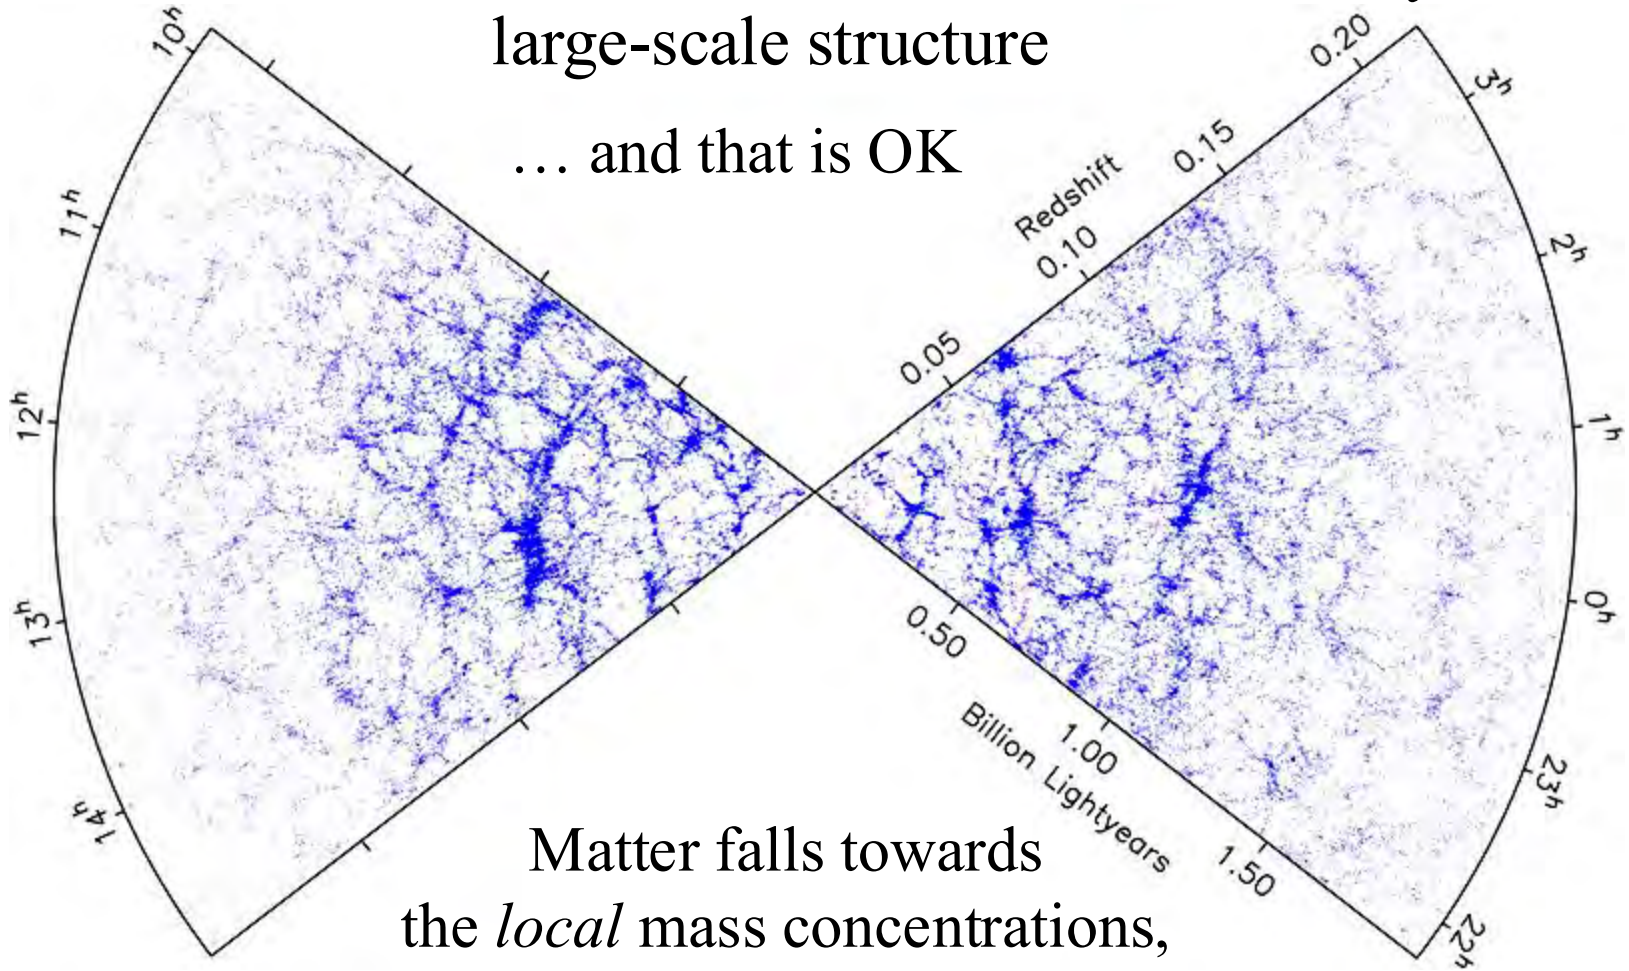 large-scale structure
… and that is OK
10h
11h
12h
13h
14h
Redshift
0.05
0.10
0.15
0.20
3h
2h
1h
0h
23h
22h
0.50
1.00
1.50
Billion Lightyears
Matter falls towards
the local mass concentrations,